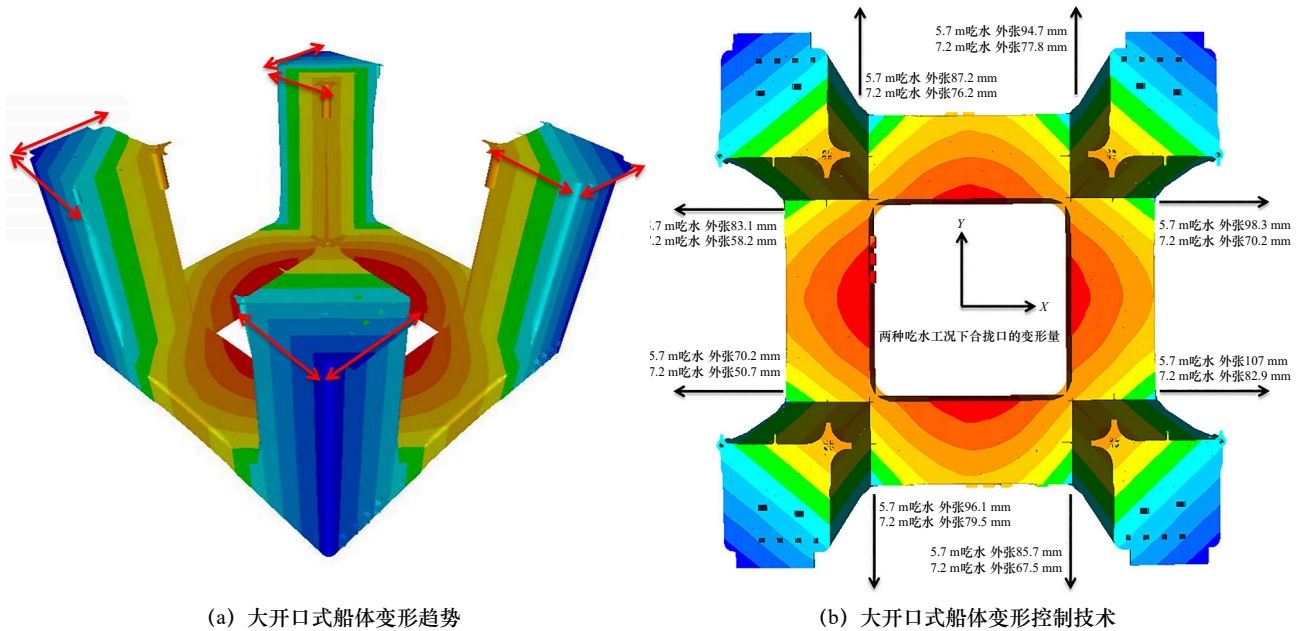 5.7 m吃水 外张94.7 mm
7.2 m吃水 外张77.8 mm
5.7 m吃水 外张87.2 mm
7.2 m吃水 外张76.2 mm
.7 m吃水 外张83.1 mm
7.2 m吃水 外张58.2 mm
5.7 m吃水 外张98.3 mm
7.2 m吃水 外张70.2 mm
Y
X
两种吃水工况下合拢口的变形量
5.7 m吃水 外张70.2 mm
7.2 m吃水 外张50.7 mm
5.7 m吃水 外张107 mm
7.2 m吃水 外张82.9 mm
5.7 m吃水 外张96.1 mm
7.2 m吃水 外张79.5 mm
5.7 m吃水 外张85.7 mm
7.2 m吃水 外张67.5 mm
(a) 大开口式船体变形趋势
(b) 大开口式船体变形控制技术